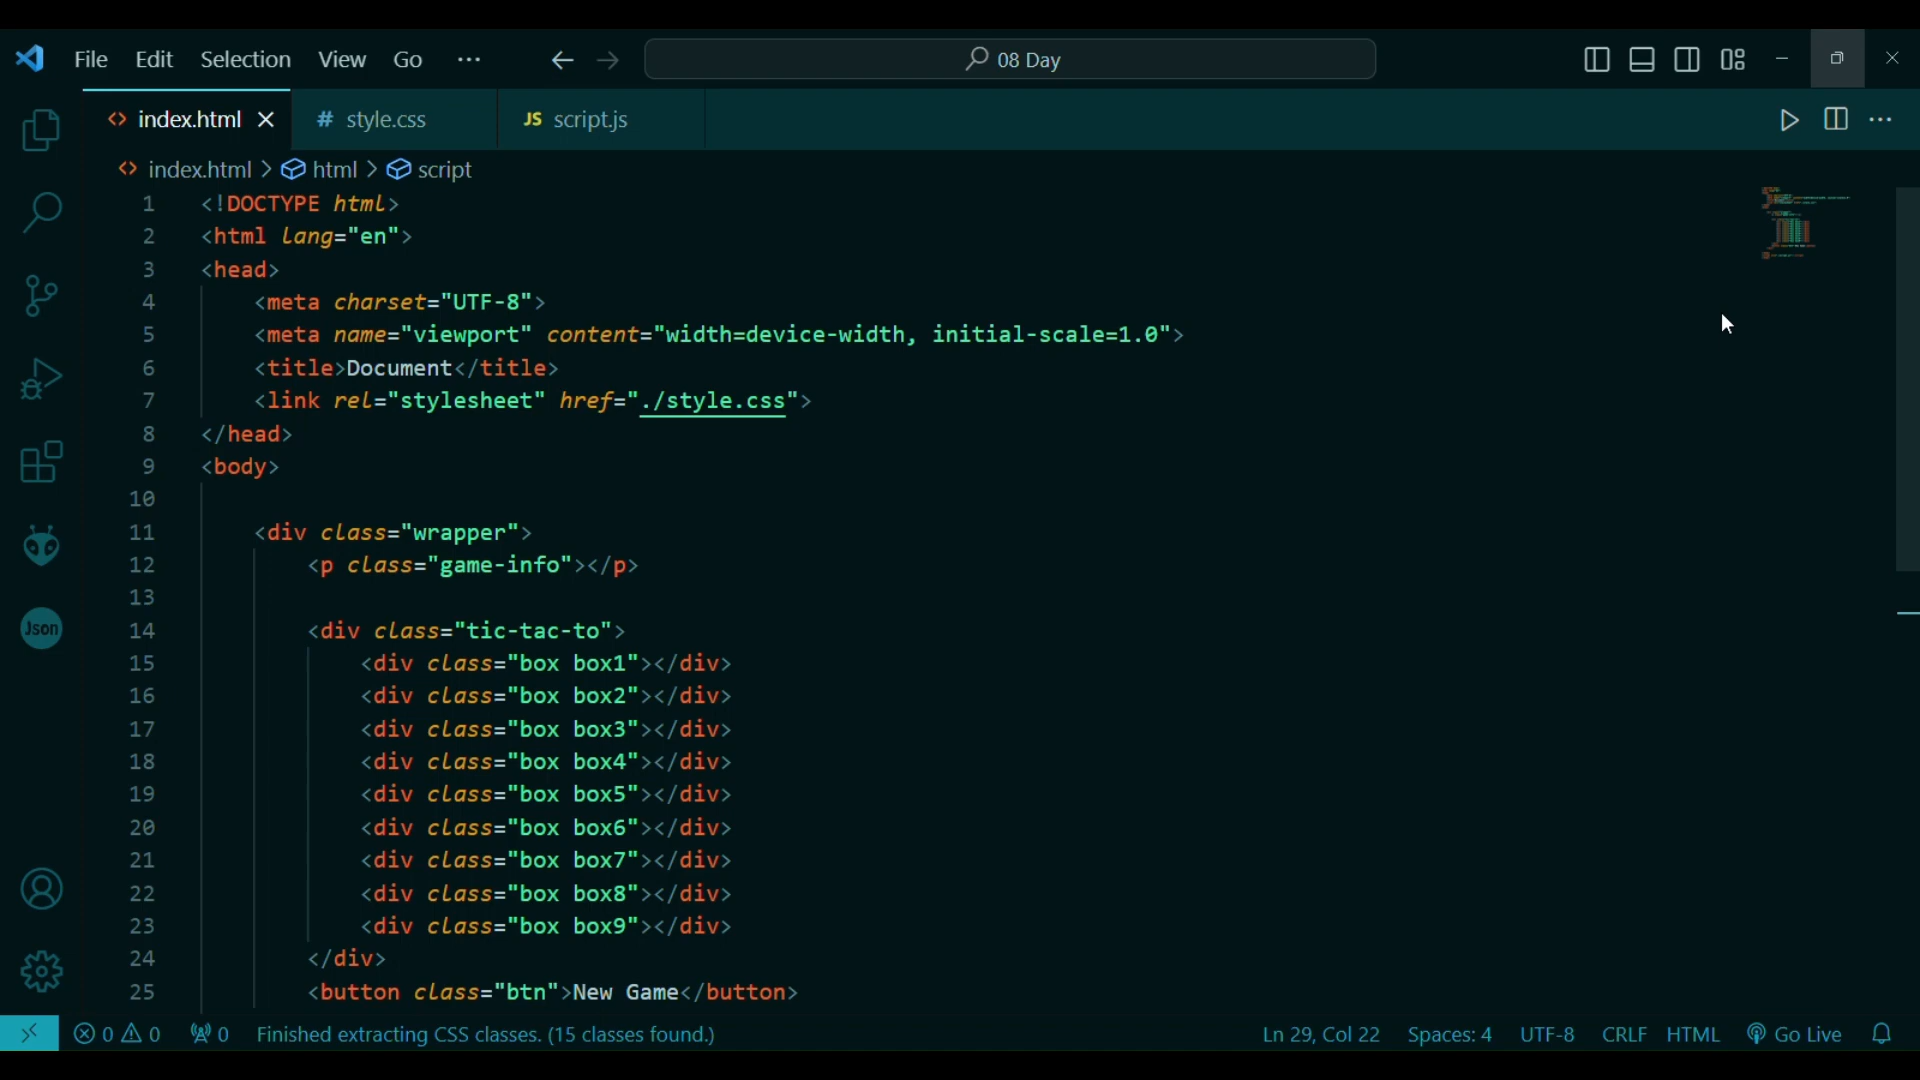 File Edit Selection View Go ··· 08 Day
index.html style.css JS script.js
index.html > html > script
1 <!DOCTYPE html>
2 <html lang="en">
3 <head>
4 <meta charset="UTF-8">
5 <meta name="viewport" content="width=device-width, initial-scale=1.0">
6 <title>Document</title>
7 <link rel="stylesheet" href="./style.css">
8 </head>
9 <body>
10
11 <div class="wrapper">
12 <p class="game-info"></p>
13
14 <div class="tic-tac-to">
15 <div class="box box1"></div>
16 <div class="box box2"></div>
17 <div class="box box3"></div>
18 <div class="box box4"></div>
19 <div class="box box5"></div>
20 <div class="box box6"></div>
21 <div class="box box7"></div>
22 <div class="box box8"></div>
23 <div class="box box9"></div>
24 </div>
25 <button class="btn">New Game</button>
Json
0 0 0 Finished extracting CSS classes. (15 classes found.) Ln 29, Col 22 Spaces: 4 UTF-8 CRLF HTML Go Live